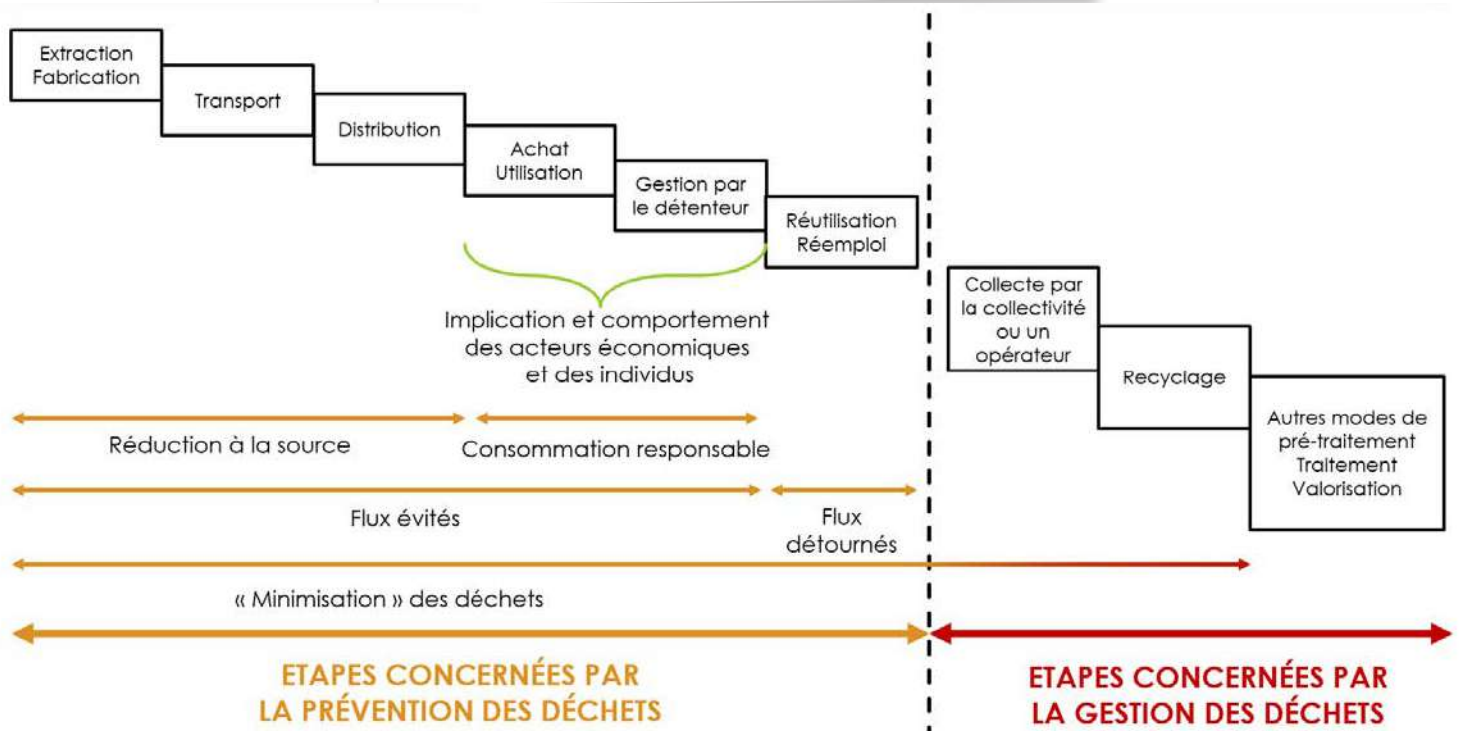 Extraction
Fabrication
Transport
Distribution
Achat
Utilisation
Gestion par
le détenteur
Réutilisation
Réemploi
Collecte par
la collectivité
ou un
opérateur
Recyclage
Autres modes de
pré-traitement
Traitement
Valorisation
Implication et comportement
des acteurs économiques
et des individus
Réduction à la source
Consommation responsable
Flux évités
Flux
détournés
« Minimisation » des déchets
ETAPES CONCERNÉES PAR
LA PRÉVENTION DES DÉCHETS
ETAPES CONCERNÉES PAR
LA GESTION DES DÉCHETS